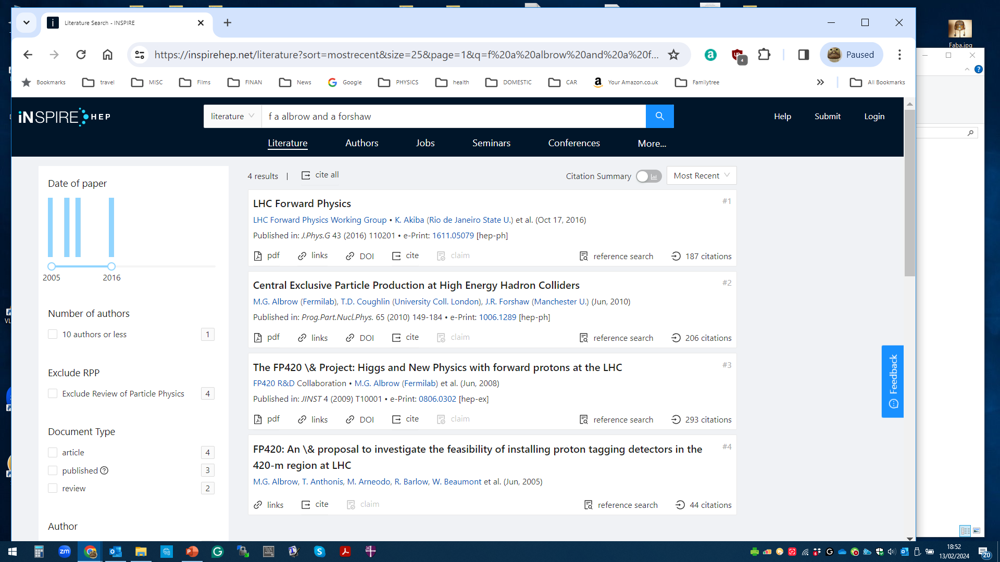 Literature Search - INSPIRE
https://inspirehep.net/literature?sort=mostrecent&size=25&page=1&q=f%20a%20albrow%20and%20a%20f...
4
Paused
Bookmarks travel MISC Films FINAN News Google PHYSICS health DOMESTIC CAR Your Amazon.co.uk Familytree » All Bookmarks
Faba.jpg
iNSPIRE HEP
literature f a albrow and a forshaw
Help Submit Login
Literature Authors Jobs Seminars Conferences More...
Date of paper
2005 2016
Number of authors
10 authors or less 1
Exclude RPP
Exclude Review of Particle Physics 4
Document Type
article 4
published 3
review 2
Author
4 results | cite all Citation Summary Most Recent
LHC Forward Physics #1
LHC Forward Physics Working Group • K. Akiba (Rio de Janeiro State U.) et al. (Oct 17, 2016)
Published in: J.Phys.G 43 (2016) 110201 • e-Print: 1611.05079 [hep-ph]
pdf links DOI cite claim reference search 187 citations
Central Exclusive Particle Production at High Energy Hadron Colliders #2
M.G. Albrow (Fermilab), T.D. Coughlin (University Coll. London), J.R. Forshaw (Manchester U.) (Jun, 2010)
Published in: Prog.Part.Nucl.Phys. 65 (2010) 149-184 • e-Print: 1006.1289 [hep-ph]
pdf links DOI cite claim reference search 206 citations
The FP420 \& Project: Higgs and New Physics with forward protons at the LHC #3
FP420 R&D Collaboration • M.G. Albrow (Fermilab) et al. (Jun, 2008)
Published in: JINST 4 (2009) T10001 • e-Print: 0806.0302 [hep-ex]
pdf links DOI cite claim reference search 293 citations
FP420: An \& proposal to investigate the feasibility of installing proton tagging detectors in the #4
420-m region at LHC
M.G. Albrow, T. Anthonis, M. Arneodo, R. Barlow, W. Beaumont et al. (Jun, 2005)
links cite claim reference search 44 citations
Feedback
zm
18:52
13/02/2024
20